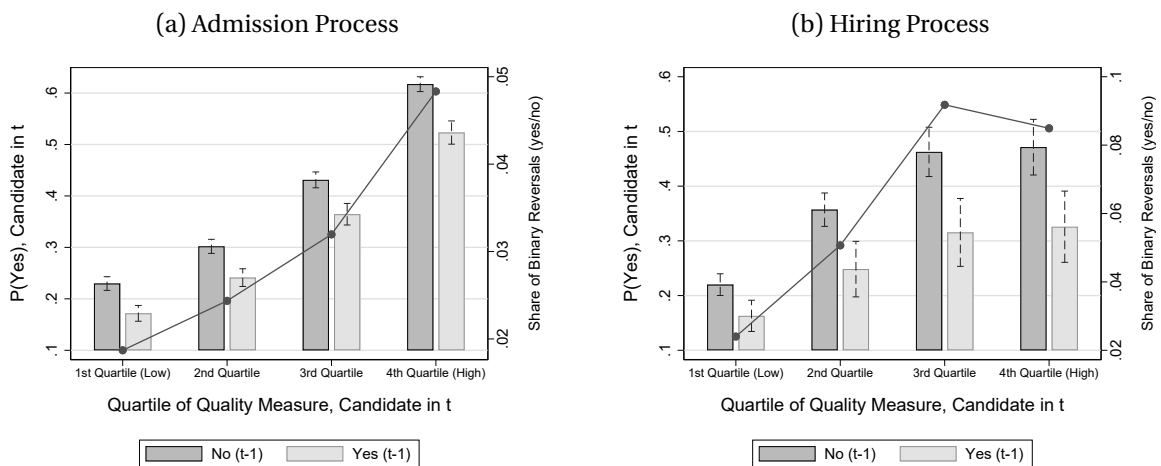 (a) Admission Process
P(Yes), Candidate in t
.6
.5
.4
.3
.2
.1
.05
.04
.03
.02
Share of Binary Reversals (yes/no)
1st Quartile (Low)
2nd Quartile
3rd Quartile
4th Quartile (High)
Quartile of Quality Measure, Candidate in t
No (t-1)
Yes (t-1)
(b) Hiring Process
P(Yes), Candidate in t
.6
.5
.4
.3
.2
.1
.1
.08
.06
.04
.02
Share of Binary Reversals (yes/no)
1st Quartile (Low)
2nd Quartile
3rd Quartile
4th Quartile (High)
Quartile of Quality Measure, Candidate in t
No (t-1)
Yes (t-1)